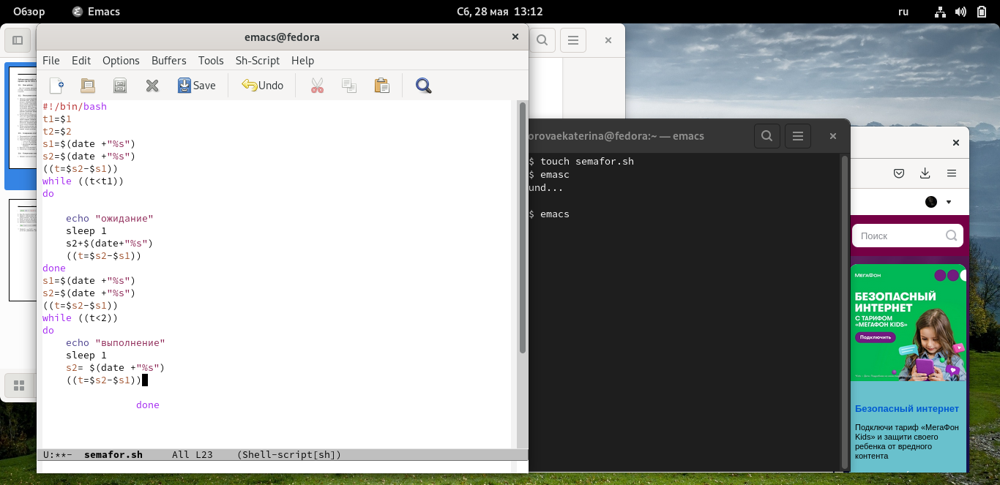 Обзор
Emacs
Сб, 28 мая 13:12
ru
emacs@fedora
File Edit Options Buffers Tools Sh-Script Help
Save
Undo
#!/bin/bash
t1=$1
t2=$2
s1=$(date +"%s")
s2=$(date +"%s")
((t=$s2-$s1))
while ((t<t1))
do
echo "ожидание"
sleep 1
s2+$(date+"%s")
((t=$s2-$s1))
done
s1=$(date +"%s")
s2=$(date +"%s")
((t=$s2-$s1))
while ((t<2))
do
echo "выполнение"
sleep 1
s2= $(date +"%s")
((t=$s2-$s1))
done
U:**- semafor.sh All L23 (Shell-script[sh])
orovaekaterina@fedora:~ — emacs
$ touch semafor.sh
$ emasc
und...
$ emacs
Поиск
МЕГАФОН
БЕЗОПАСНЫЙ
ИНТЕРНЕТ
С ТАРИФОМ
«МЕГАФОН KIDS»
Подключить
Безопасный интернет
Подключи тариф «МегаФон
Kids» и защити своего
ребенка от вредного
контента